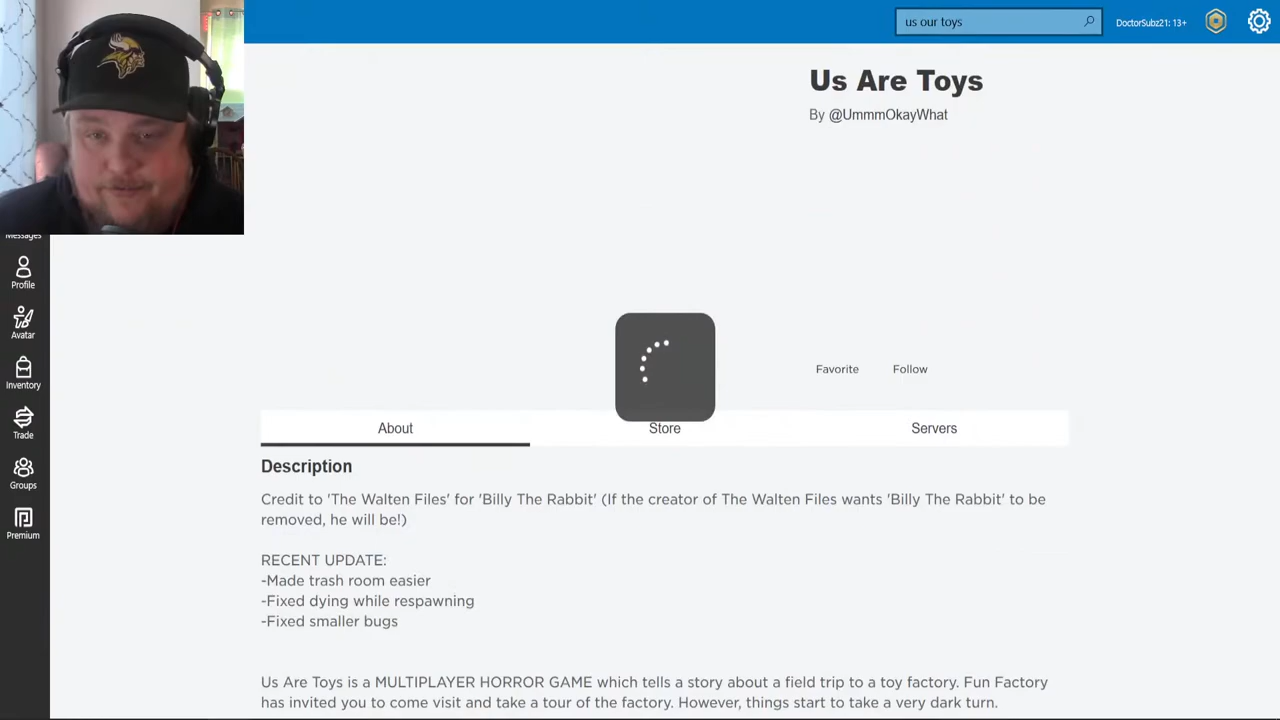 us our toys
DoctorSubz21: 13+
Us Are Toys
By @UmmmOkayWhat
Messages
Profile
Avatar
Inventory
Trade
Groups
Premium
Favorite
Follow
About
Store
Servers
Description
Credit to 'The Walten Files' for 'Billy The Rabbit' (If the creator of The Walten Files wants 'Billy The Rabbit' to be
removed, he will be!)
RECENT UPDATE:
-Made trash room easier
-Fixed dying while respawning
-Fixed smaller bugs
Us Are Toys is a MULTIPLAYER HORROR GAME which tells a story about a field trip to a toy factory. Fun Factory
has invited you to come visit and take a tour of the factory. However, things start to take a very dark turn.